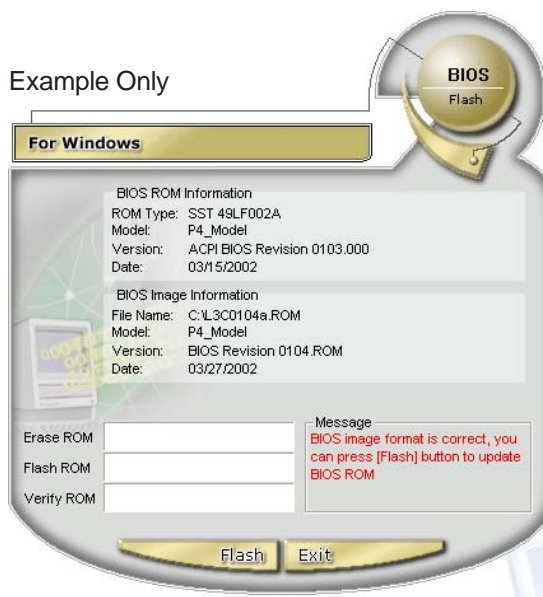 Example Only
BIOS
Flash
For Windows
BIOS ROM Information
ROM Type: SST 49LF002A
Model: P4_Model
Version: ACPI BIOS Revision 0103.000
Date: 03/15/2002
BIOS Image Information
File Name: C:\L3C0104a.ROM
Model: P4_Model
Version: BIOS Revision 0104.ROM
Date: 03/27/2002
Erase ROM
Flash ROM
Verify ROM
Message
BIOS image format is correct, you
can press [Flash] button to update
BIOS ROM
Flash Exit